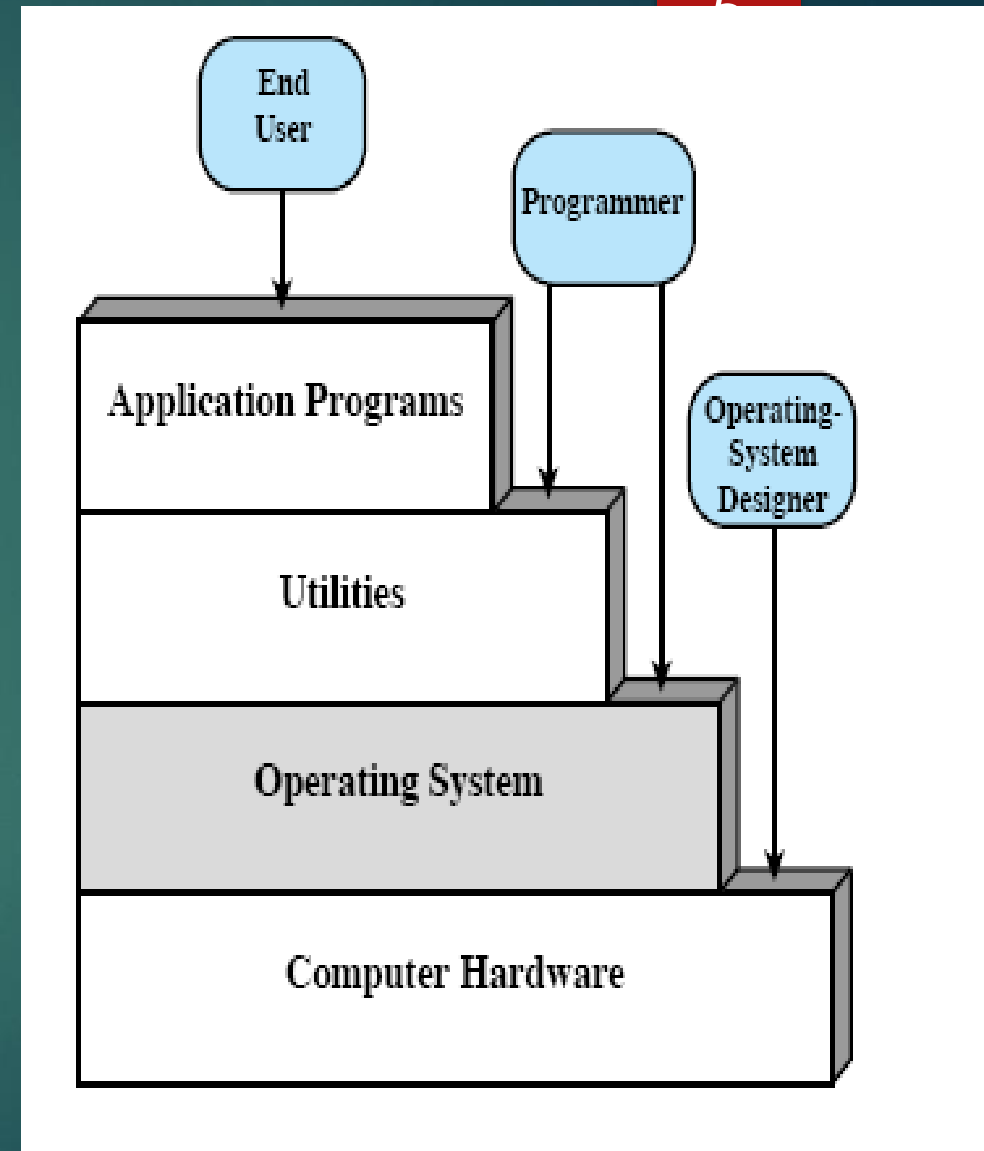 End
User
Programmer
Application Programs
Operating-
System
Designer
Utilities
Operating System
Computer Hardware